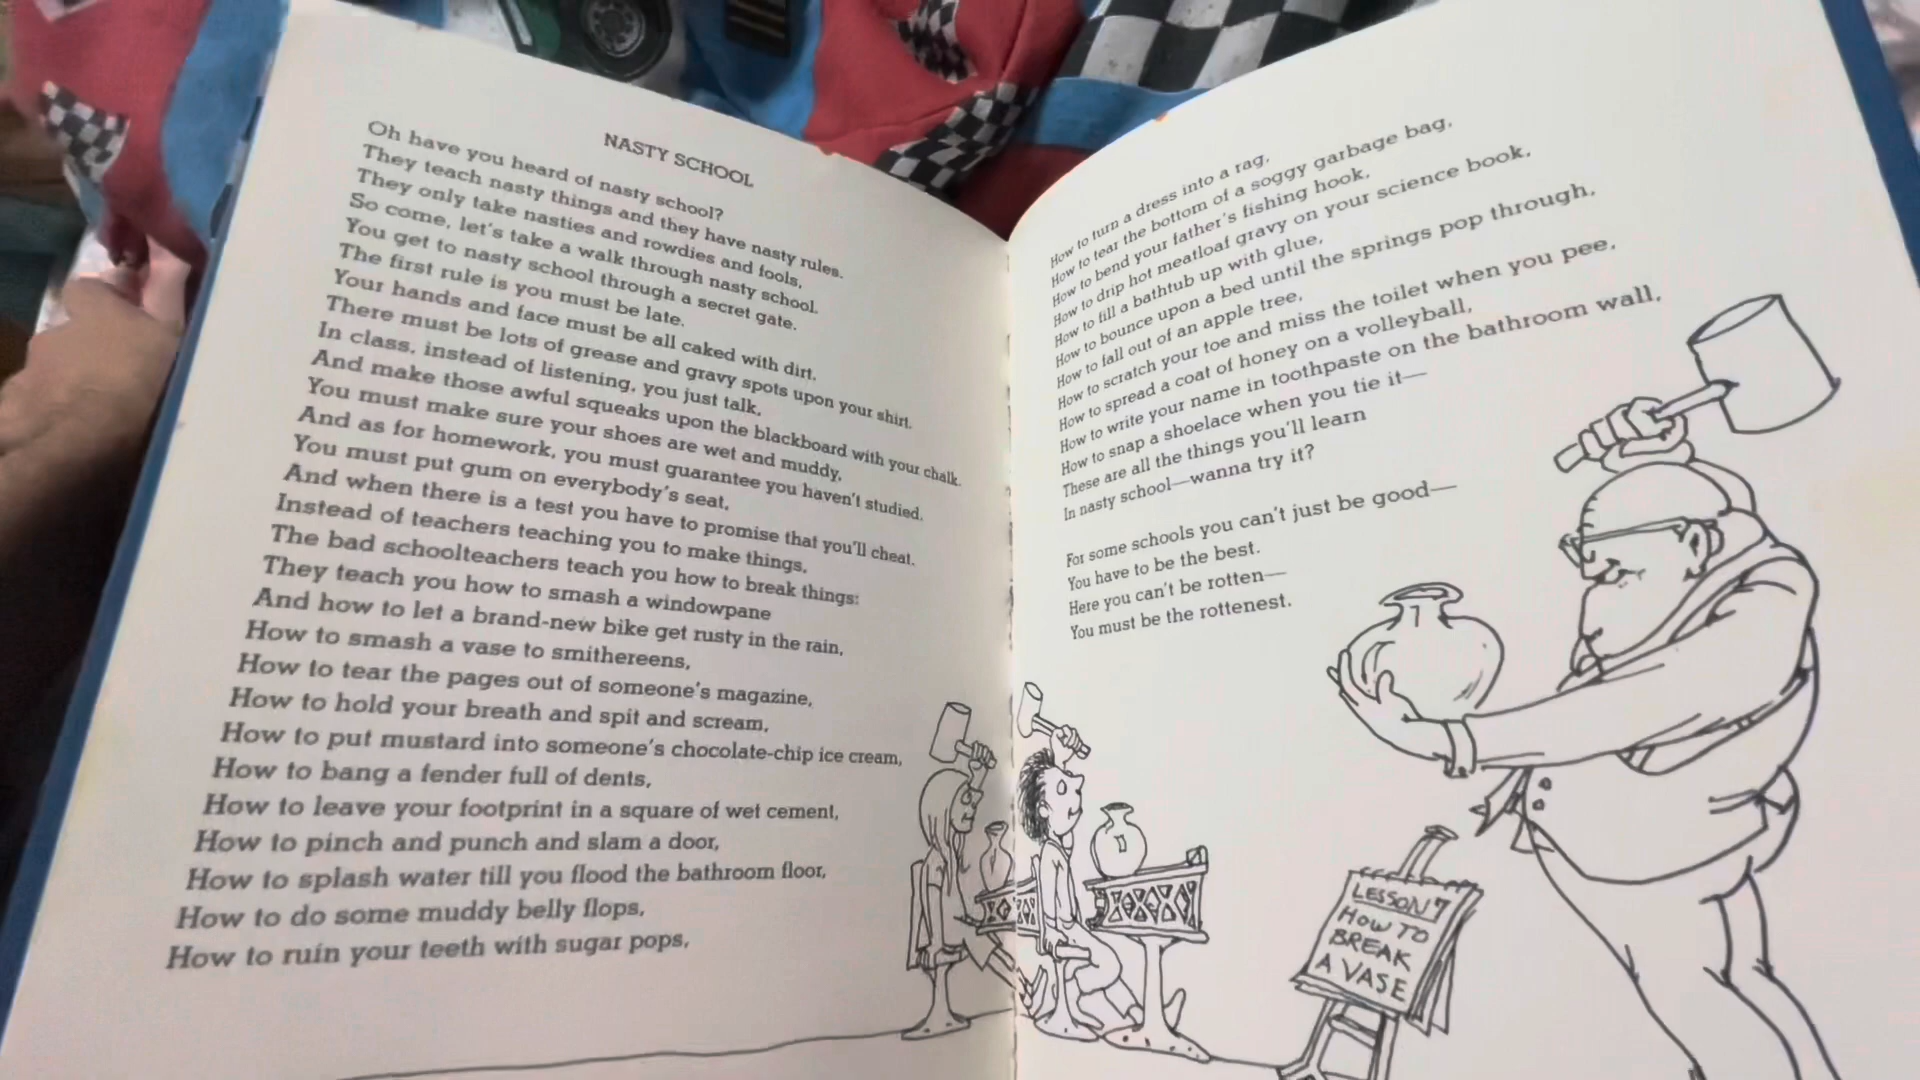 NASTY SCHOOL
Oh have you heard of nasty school?
They teach nasty things and they have nasty rules.
They only take nasties and rowdies and fools,
So come, let's take a walk through nasty school.
You get to nasty school through a secret gate.
The first rule is you must be late.
Your hands and face must be all caked with dirt.
There must be lots of grease and gravy spots upon your shirt.
In class, instead of listening, you just talk,
And make those awful squeaks upon the blackboard with your chalk.
You must make sure your shoes are wet and muddy,
And as for homework, you must guarantee you haven't studied.
You must put gum on everybody's seat,
And when there is a test you have to promise that you'll cheat.
Instead of teachers teaching you to make things,
The bad schoolteachers teach you how to break things:
They teach you how to smash a windowpane
And how to let a brand-new bike get rusty in the rain,
How to smash a vase to smithereens,
How to tear the pages out of someone's magazine,
How to hold your breath and spit and scream,
How to put mustard into someone's chocolate-chip ice cream,
How to bang a fender full of dents,
How to leave your footprint in a square of wet cement,
How to pinch and punch and slam a door,
How to splash water till you flood the bathroom floor,
How to do some muddy belly flops,
How to ruin your teeth with sugar pops,
How to turn a dress into a rag,
How to tear the bottom of a soggy garbage bag,
How to bend your father's fishing hook,
How to drip hot meatloaf gravy on your science book,
How to fill a bathtub up with glue,
How to bounce upon a bed until the springs pop through,
How to fall out of an apple tree,
How to scratch your toe and miss the toilet when you pee,
How to spread a coat of honey on a volleyball,
How to write your name in toothpaste on the bathroom wall,
How to snap a shoelace when you tie it—
These are all the things you'll learn
In nasty school—wanna try it?
For some schools you can't just be good—
You have to be the best.
Here you can't be rotten—
You must be the rottenest.
LESSON 7
HOW TO
BREAK
A VASE